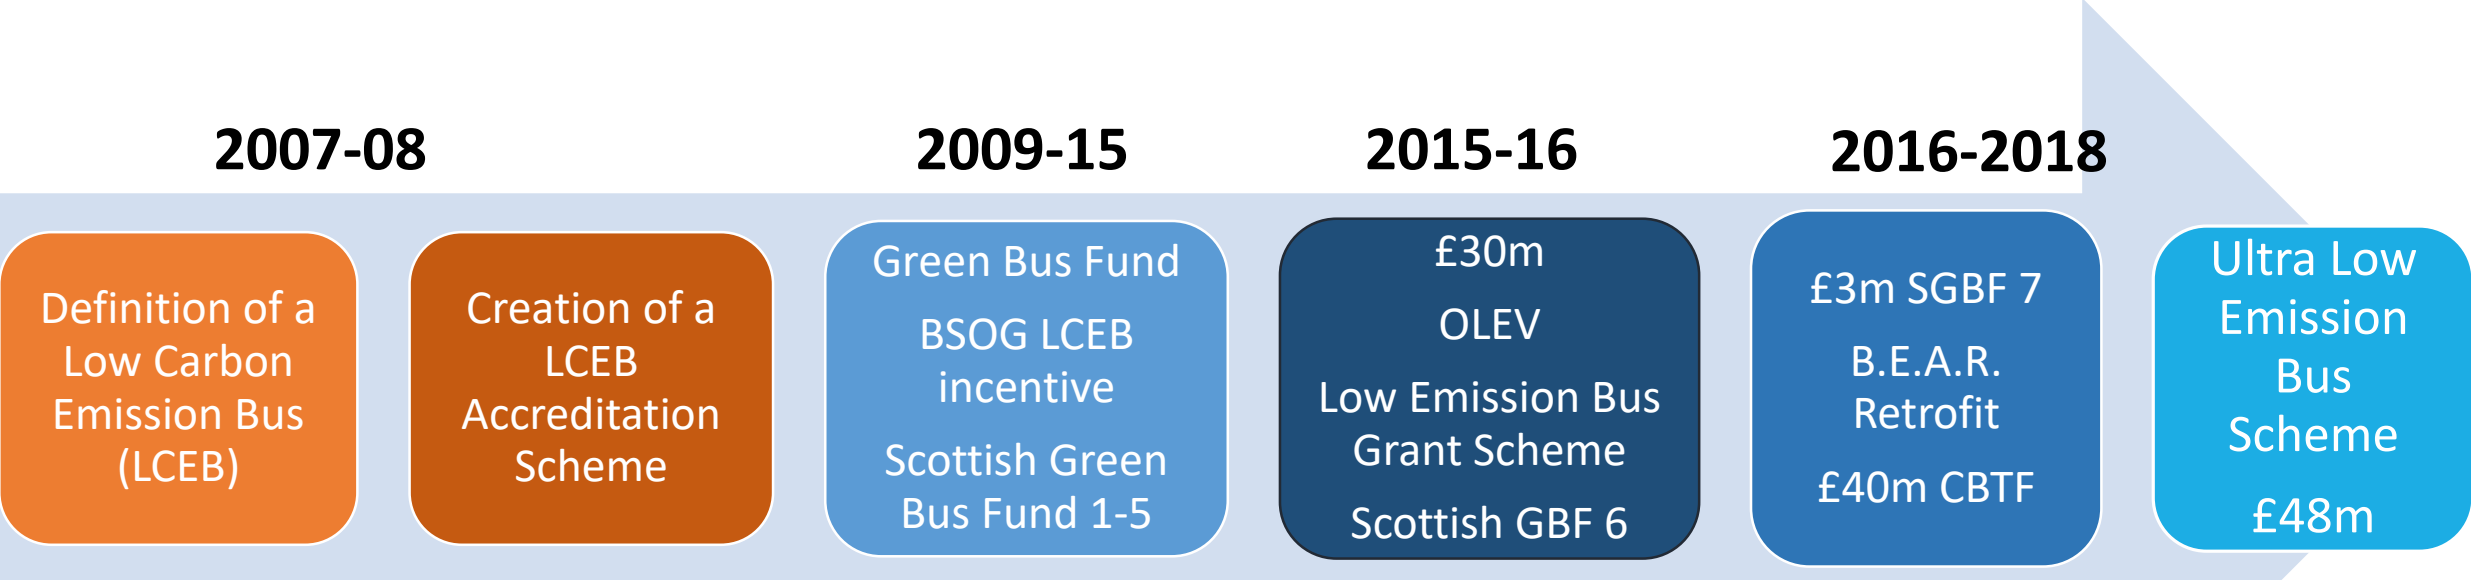 2007-08
2009-15
2015-16
2016-2018
Definition of a
Low Carbon
Emission Bus
(LCEB)
Creation of a
LCEB
Accreditation
Scheme
Green Bus Fund
BSOG LCEB
incentive
Scottish Green
Bus Fund 1-5
£30m
OLEV
Low Emission Bus
Grant Scheme
Scottish GBF 6
£3m SGBF 7
B.E.A.R.
Retrofit
£40m CBTF
Ultra Low
Emission
Bus
Scheme
£48m